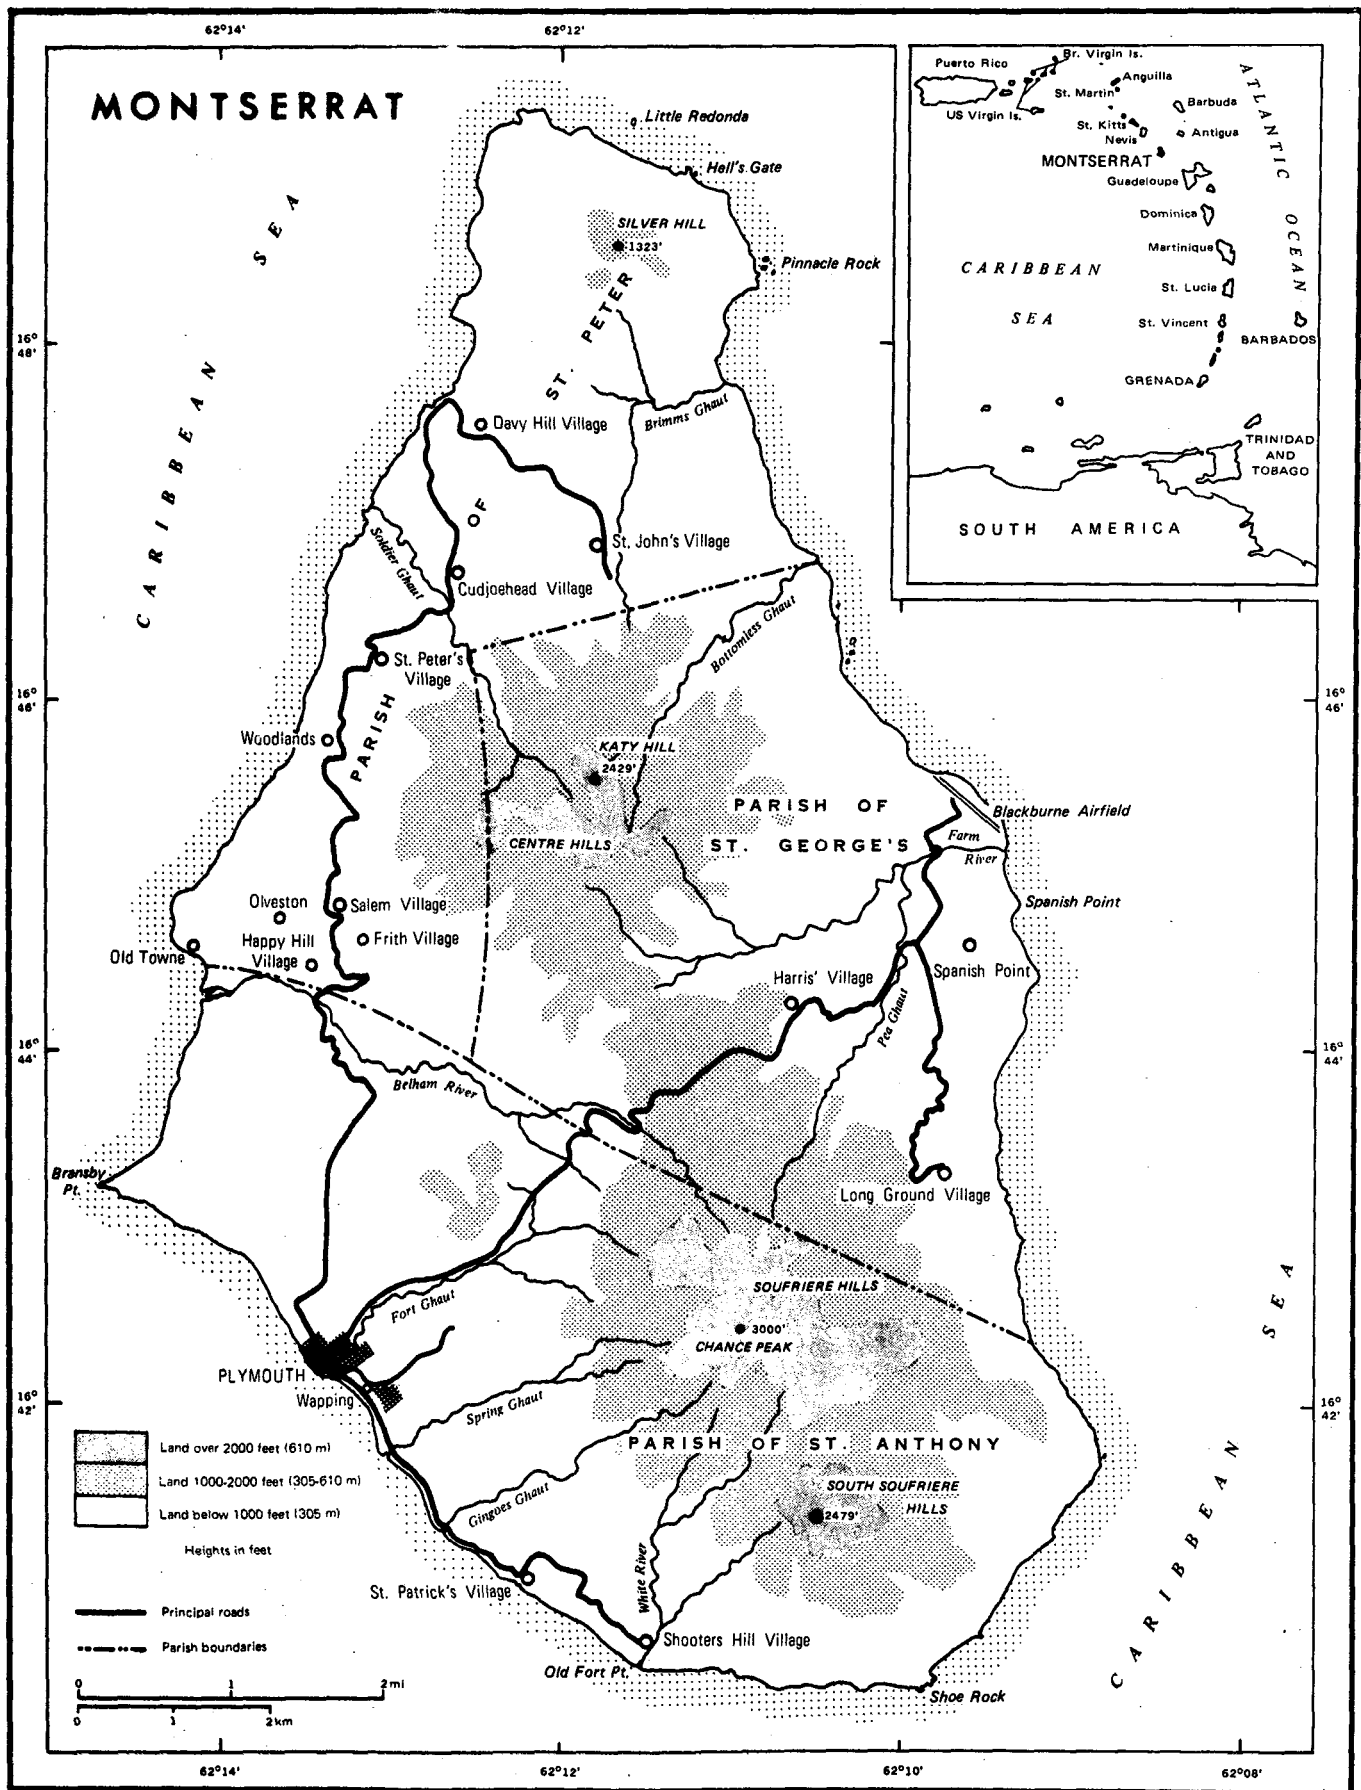 62°14'
62°12'
MONTSERRAT
CARIBBEAN SEA
Little Redonda
Hell's Gate
SILVER HILL
1323'
Pinnacle Rock
16°
48'
PARISH OF ST. PETER
Davy Hill Village
Brimms Ghaut
Soldier Ghaut
St. John's Village
Cudjoehead Village
Bottomless Ghaut
St. Peter's
Village
16°
46'
16°
46'
Woodlands
KATY HILL
2429'
PARISH OF
ST. GEORGE'S
CENTRE HILLS
Blackburne Airfield
Farm
River
Olveston
Salem Village
Spanish Point
Happy Hill
Village
Frith Village
Old Towne
Harris' Village
Spanish Point
Pea Ghaut
16°
44'
16°
44'
Belham River
Bransby
Pt.
Long Ground Village
SOUFRIERE HILLS
Fort Ghaut
3000'
CHANCE PEAK
PLYMOUTH
Wapping
Spring Ghaut
16°
42'
16°
42'
PARISH OF ST. ANTHONY
SOUTH SOUFRIERE
HILLS
2479'
Gingoes Ghaut
White River
St. Patrick's Village
Shooters Hill Village
Old Fort Pt.
Shoe Rock
CARIBBEAN SEA
Land over 2000 feet (610 m)
Land 1000-2000 feet (305-610 m)
Land below 1000 feet (305 m)
Heights in feet
Principal roads
Parish boundaries
0 1 2mi
0 1 2km
62°14'
62°12'
62°10'
62°08'
Puerto Rico
Br. Virgin Is.
Anguilla
St. Martin
Barbuda
US Virgin Is.
St. Kitts
Nevis
Antigua
MONTSERRAT
Guadeloupe
Dominica
Martinique
ATLANTIC OCEAN
CARIBBEAN
SEA
St. Lucia
St. Vincent
BARBADOS
GRENADA
TRINIDAD
AND
TOBAGO
SOUTH AMERICA